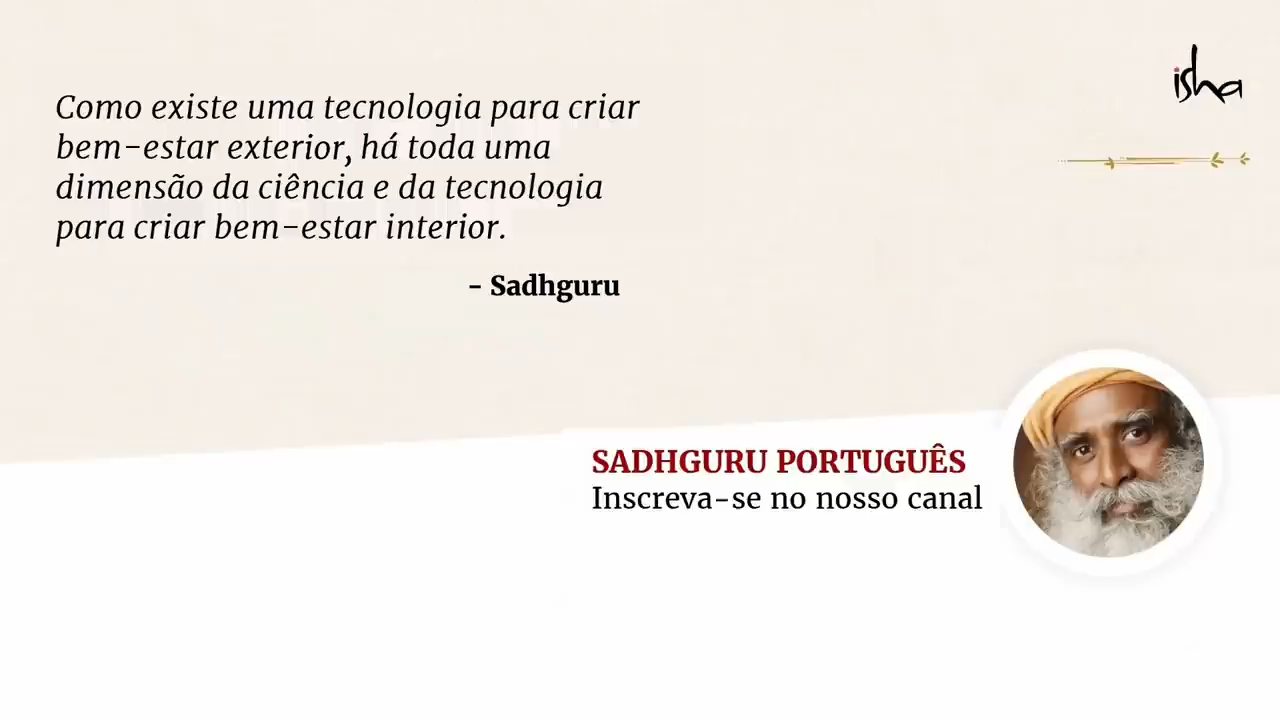 isha
Como existe uma tecnologia para criar
bem-estar exterior, há toda uma
dimensão da ciência e da tecnologia
para criar bem-estar interior.
- Sadhguru
SADHGURU PORTUGUÊS
Inscreva-se no nosso canal